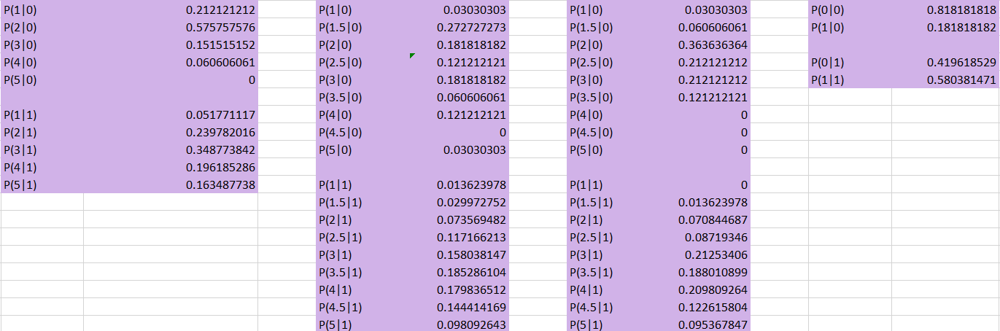 P(1|0) 0.212121212 P(1|0) 0.03030303 P(1|0) 0.03030303 P(0|0) 0.818181818
P(2|0) 0.575757576 P(1.5|0) 0.272727273 P(1.5|0) 0.060606061 P(1|0) 0.181818182
P(3|0) 0.151515152 P(2|0) 0.181818182 P(2|0) 0.363636364
P(4|0) 0.060606061 P(2.5|0) 0.121212121 P(2.5|0) 0.212121212 P(0|1) 0.419618529
P(5|0) 0 P(3|0) 0.181818182 P(3|0) 0.212121212 P(1|1) 0.580381471
P(3.5|0) 0.060606061 P(3.5|0) 0.121212121
P(1|1) 0.051771117 P(4|0) 0.121212121 P(4|0) 0
P(2|1) 0.239782016 P(4.5|0) 0 P(4.5|0) 0
P(3|1) 0.348773842 P(5|0) 0.03030303 P(5|0) 0
P(4|1) 0.196185286
P(5|1) 0.163487738 P(1|1) 0.013623978 P(1|1) 0
P(1.5|1) 0.029972752 P(1.5|1) 0.013623978
P(2|1) 0.073569482 P(2|1) 0.070844687
P(2.5|1) 0.117166213 P(2.5|1) 0.08719346
P(3|1) 0.158038147 P(3|1) 0.21253406
P(3.5|1) 0.185286104 P(3.5|1) 0.188010899
P(4|1) 0.179836512 P(4|1) 0.209809264
P(4.5|1) 0.144414169 P(4.5|1) 0.122615804
P(5|1) 0.098092643 P(5|1) 0.095367847